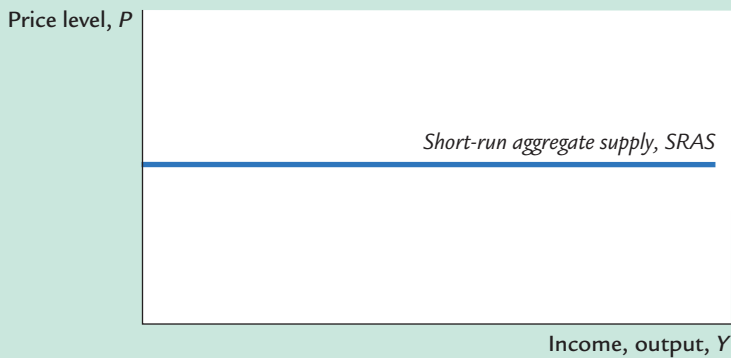 Price level, P
Short-run aggregate supply, SRAS
Income, output, Y